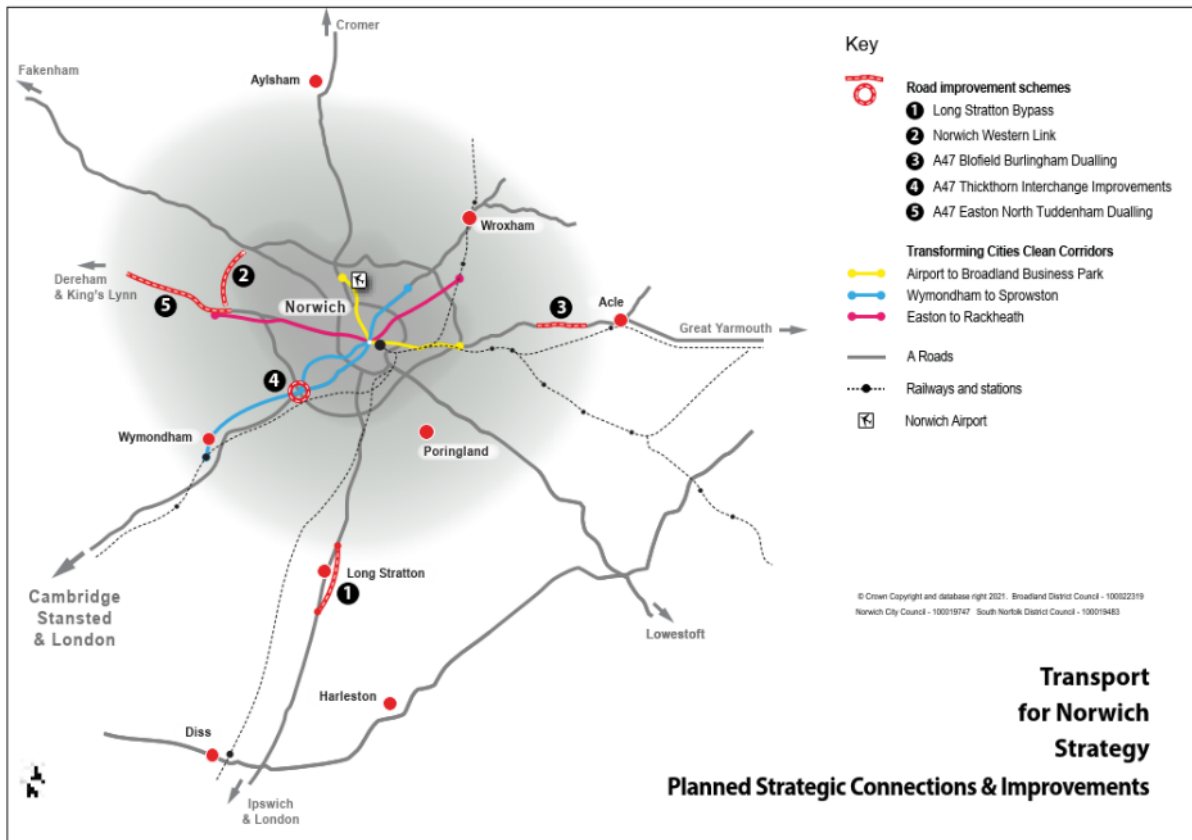 Cromer
Fakenham
Aylsham
Wroxham
Dereham
& King's Lynn
2
5
Norwich
3
Acle
Great Yarmouth
4
Wymondham
Poringland
Cambridge
Stansted
& London
Long Stratton
1
Lowestoft
Harleston
Diss
Ipswich
& London
Key
Road improvement schemes
1 Long Stratton Bypass
2 Norwich Western Link
3 A47 Blofield Burlingham Dualling
4 A47 Thickthorn Interchange Improvements
5 A47 Easton North Tuddenham Dualling
Transforming Cities Clean Corridors
Airport to Broadland Business Park
Wymondham to Sprowston
Easton to Rackheath
A Roads
Railways and stations
Norwich Airport
© Crown Copyright and database right 2021. Broadland District Council - 100022319
Norwich City Council - 100019747 South Norfolk District Council - 100019483
Transport
for Norwich
Strategy
Planned Strategic Connections & Improvements